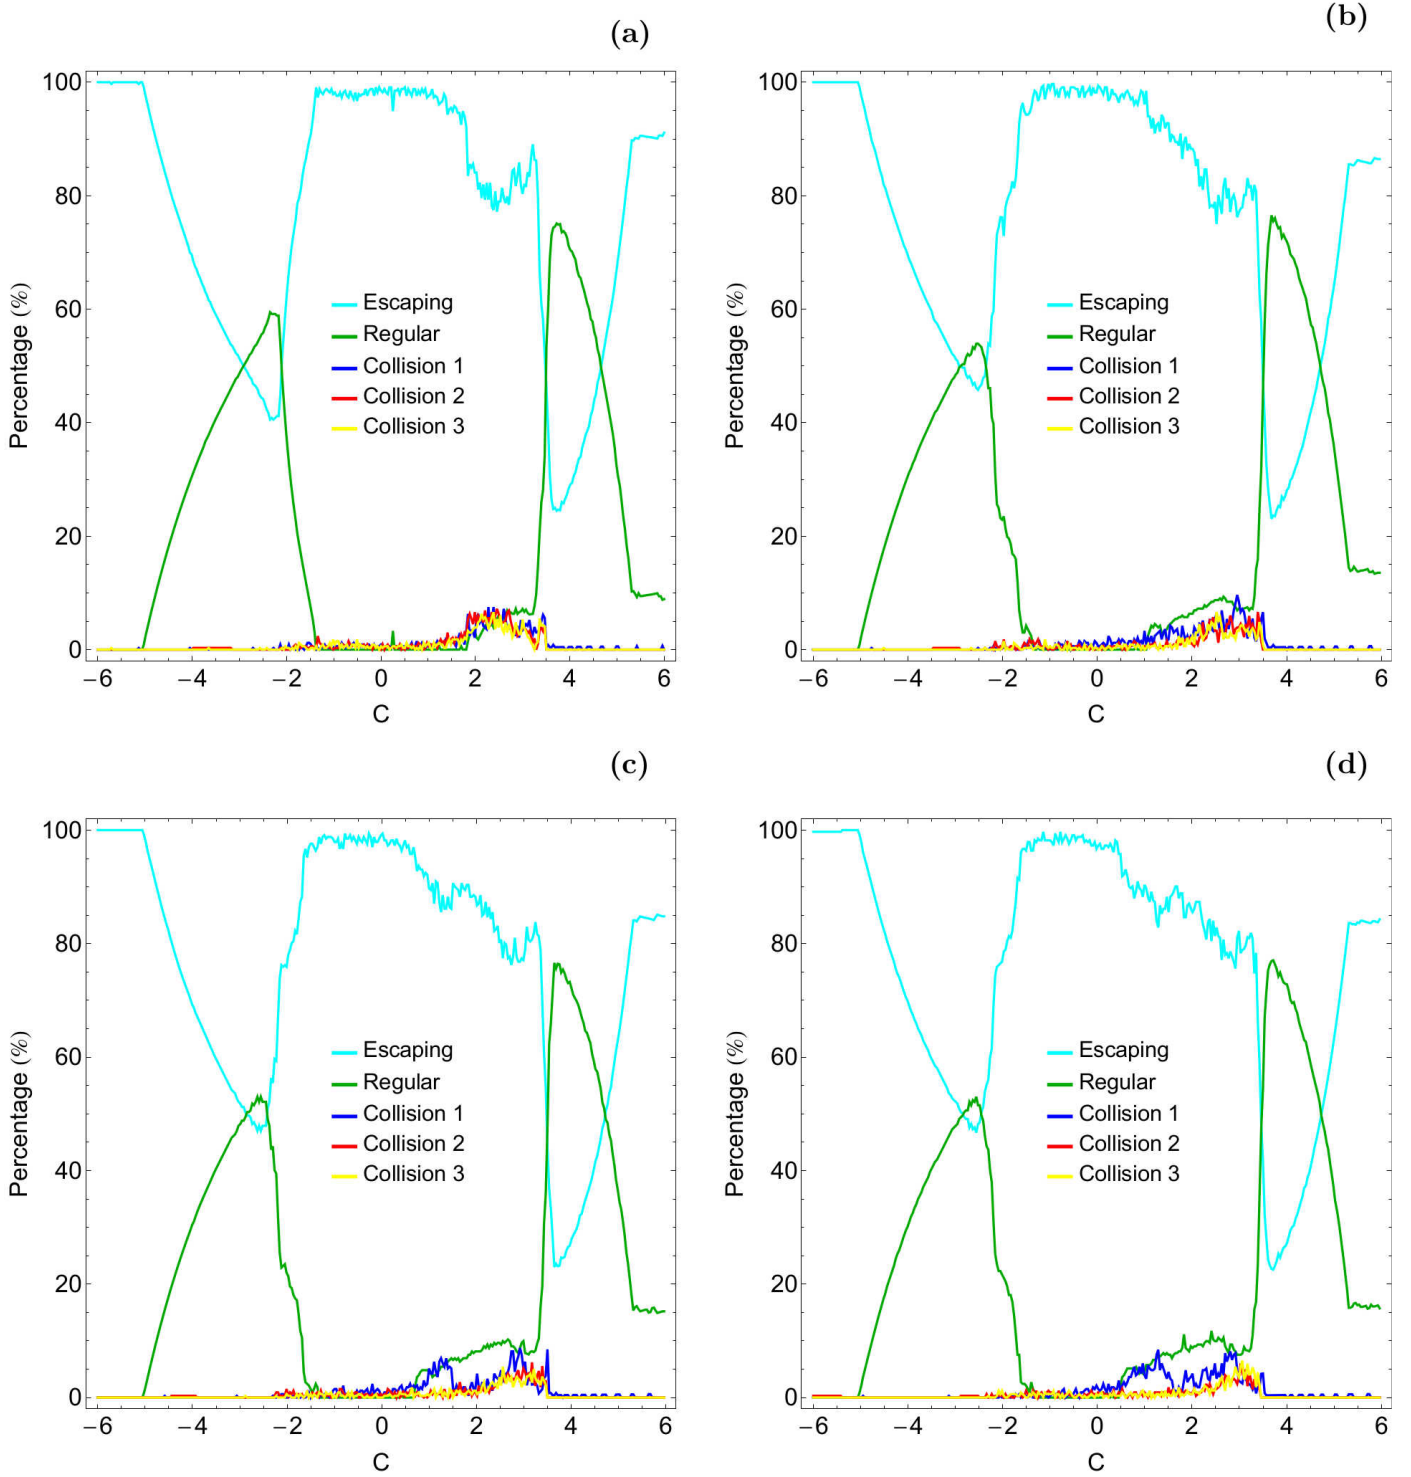 (a)
100
80
60
40
20
0
Percentage (%)
Escaping
Regular
Collision 1
Collision 2
Collision 3
−6 −4 −2 0 2 4 6
C
(b)
100
80
60
40
20
0
Percentage (%)
Escaping
Regular
Collision 1
Collision 2
Collision 3
−6 −4 −2 0 2 4 6
C
(c)
100
80
60
40
20
0
Percentage (%)
Escaping
Regular
Collision 1
Collision 2
Collision 3
−6 −4 −2 0 2 4 6
C
(d)
100
80
60
40
20
0
Percentage (%)
Escaping
Regular
Collision 1
Collision 2
Collision 3
−6 −4 −2 0 2 4 6
C